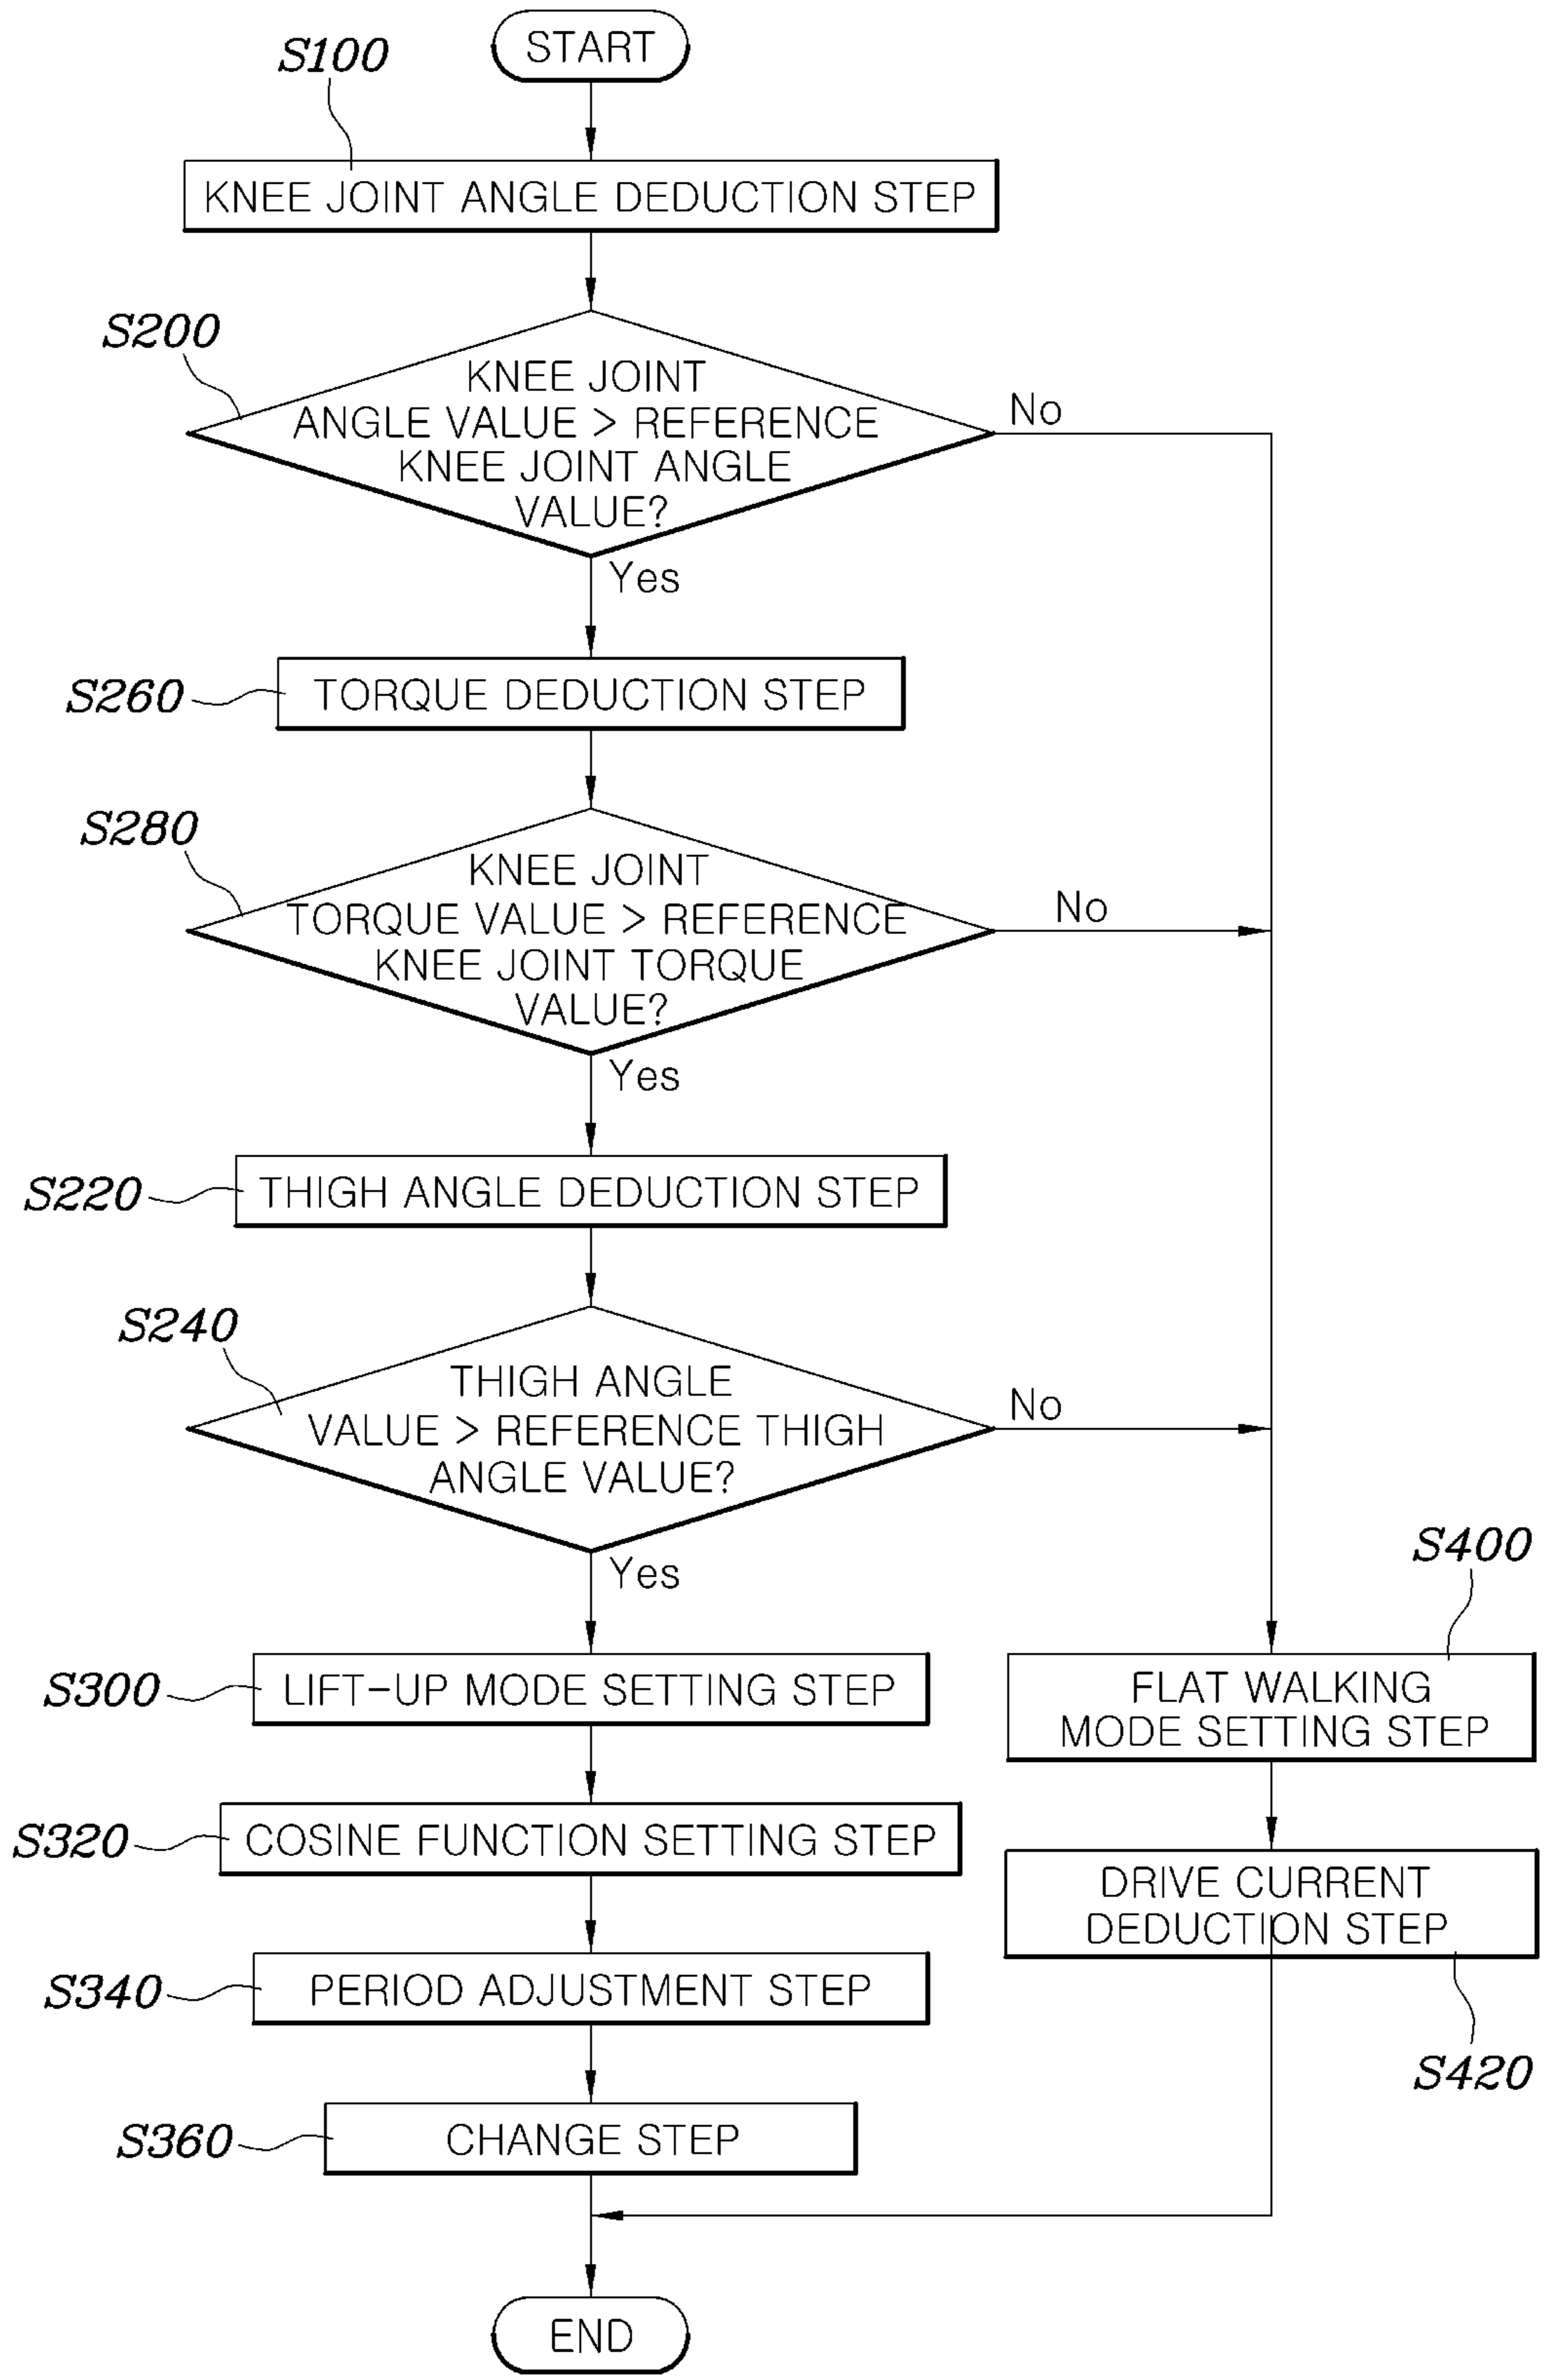 START
S100
KNEE JOINT ANGLE DEDUCTION STEP
S200
KNEE JOINT
ANGLE VALUE > REFERENCE
KNEE JOINT ANGLE
VALUE?
No
Yes
S260
TORQUE DEDUCTION STEP
S280
KNEE JOINT
TORQUE VALUE > REFERENCE
KNEE JOINT TORQUE
VALUE?
No
Yes
S220
THIGH ANGLE DEDUCTION STEP
S240
THIGH ANGLE
VALUE > REFERENCE THIGH
ANGLE VALUE?
No
Yes
S300
LIFT-UP MODE SETTING STEP
S320
COSINE FUNCTION SETTING STEP
S340
PERIOD ADJUSTMENT STEP
S360
CHANGE STEP
S400
FLAT WALKING
MODE SETTING STEP
DRIVE CURRENT
DEDUCTION STEP
S420
END